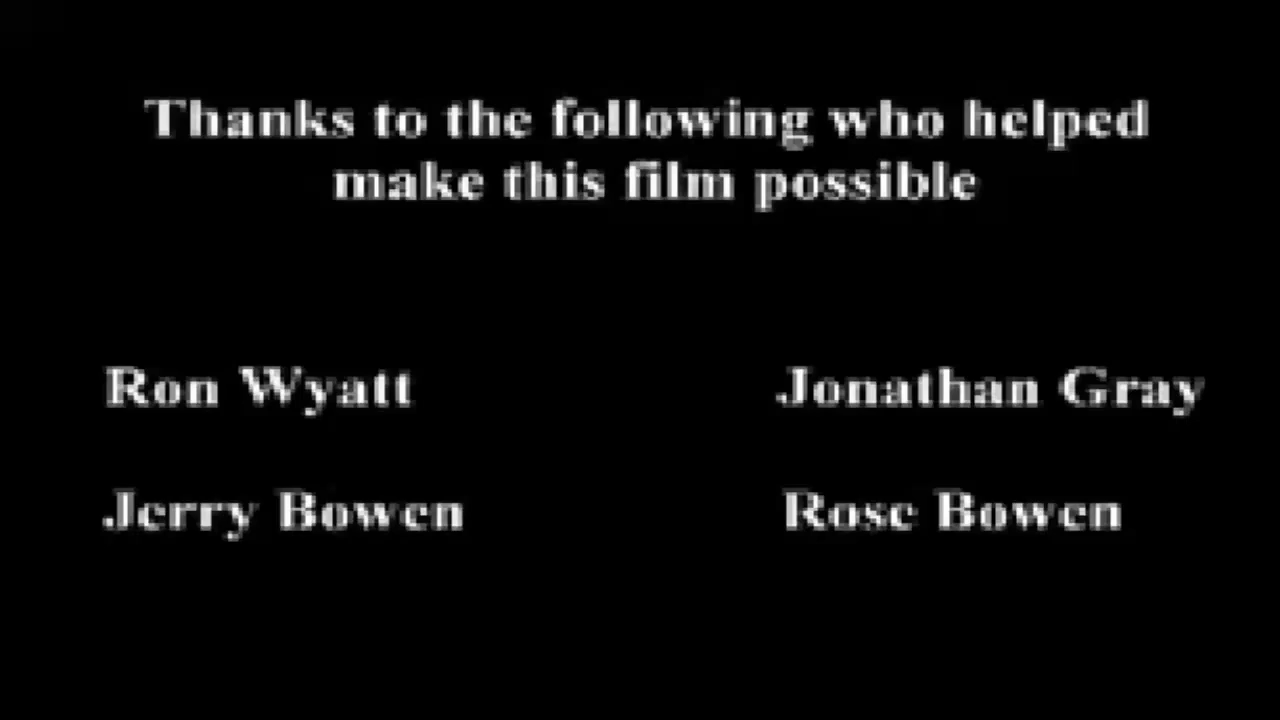 Thanks to the following who helped
make this film possible
Ron Wyatt Jonathan Gray
Jerry Bowen Rose Bowen